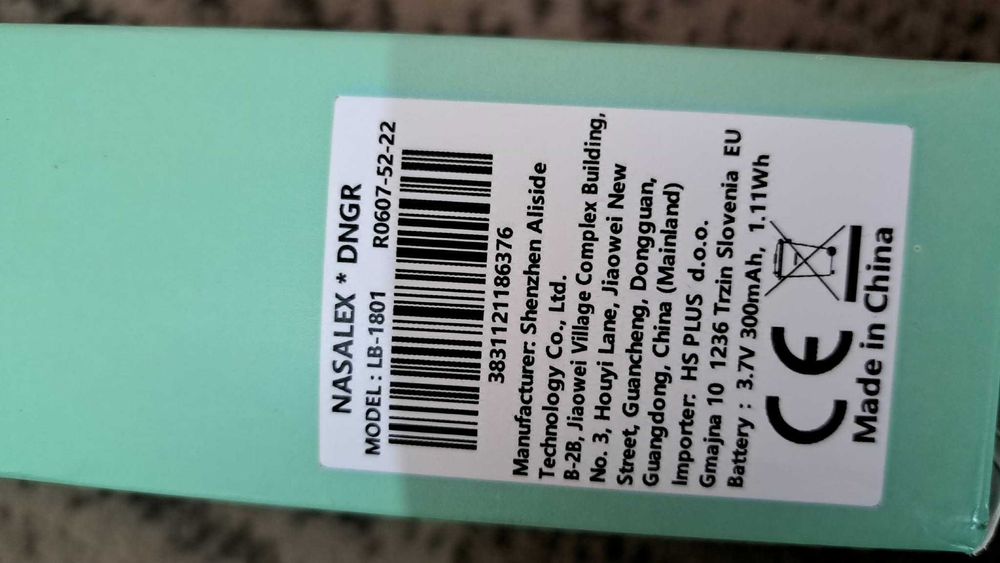 NASALEX * DNGR
MODEL : LB-1801 R0607-52-22
3831121186376
Manufacturer: Shenzhen Aliside
Technology Co., Ltd.
B-2B, Jiaowei Village Complex Building,
No. 3, Houyi Lane, Jiaowei New
Street, Guancheng, Dongguan,
Guangdong, China (Mainland)
Importer: HS PLUS d.o.o.
Gmajna 10 1236 Trzin Slovenia EU
Battery : 3.7V 300mAh, 1.11Wh
CE
Made in China